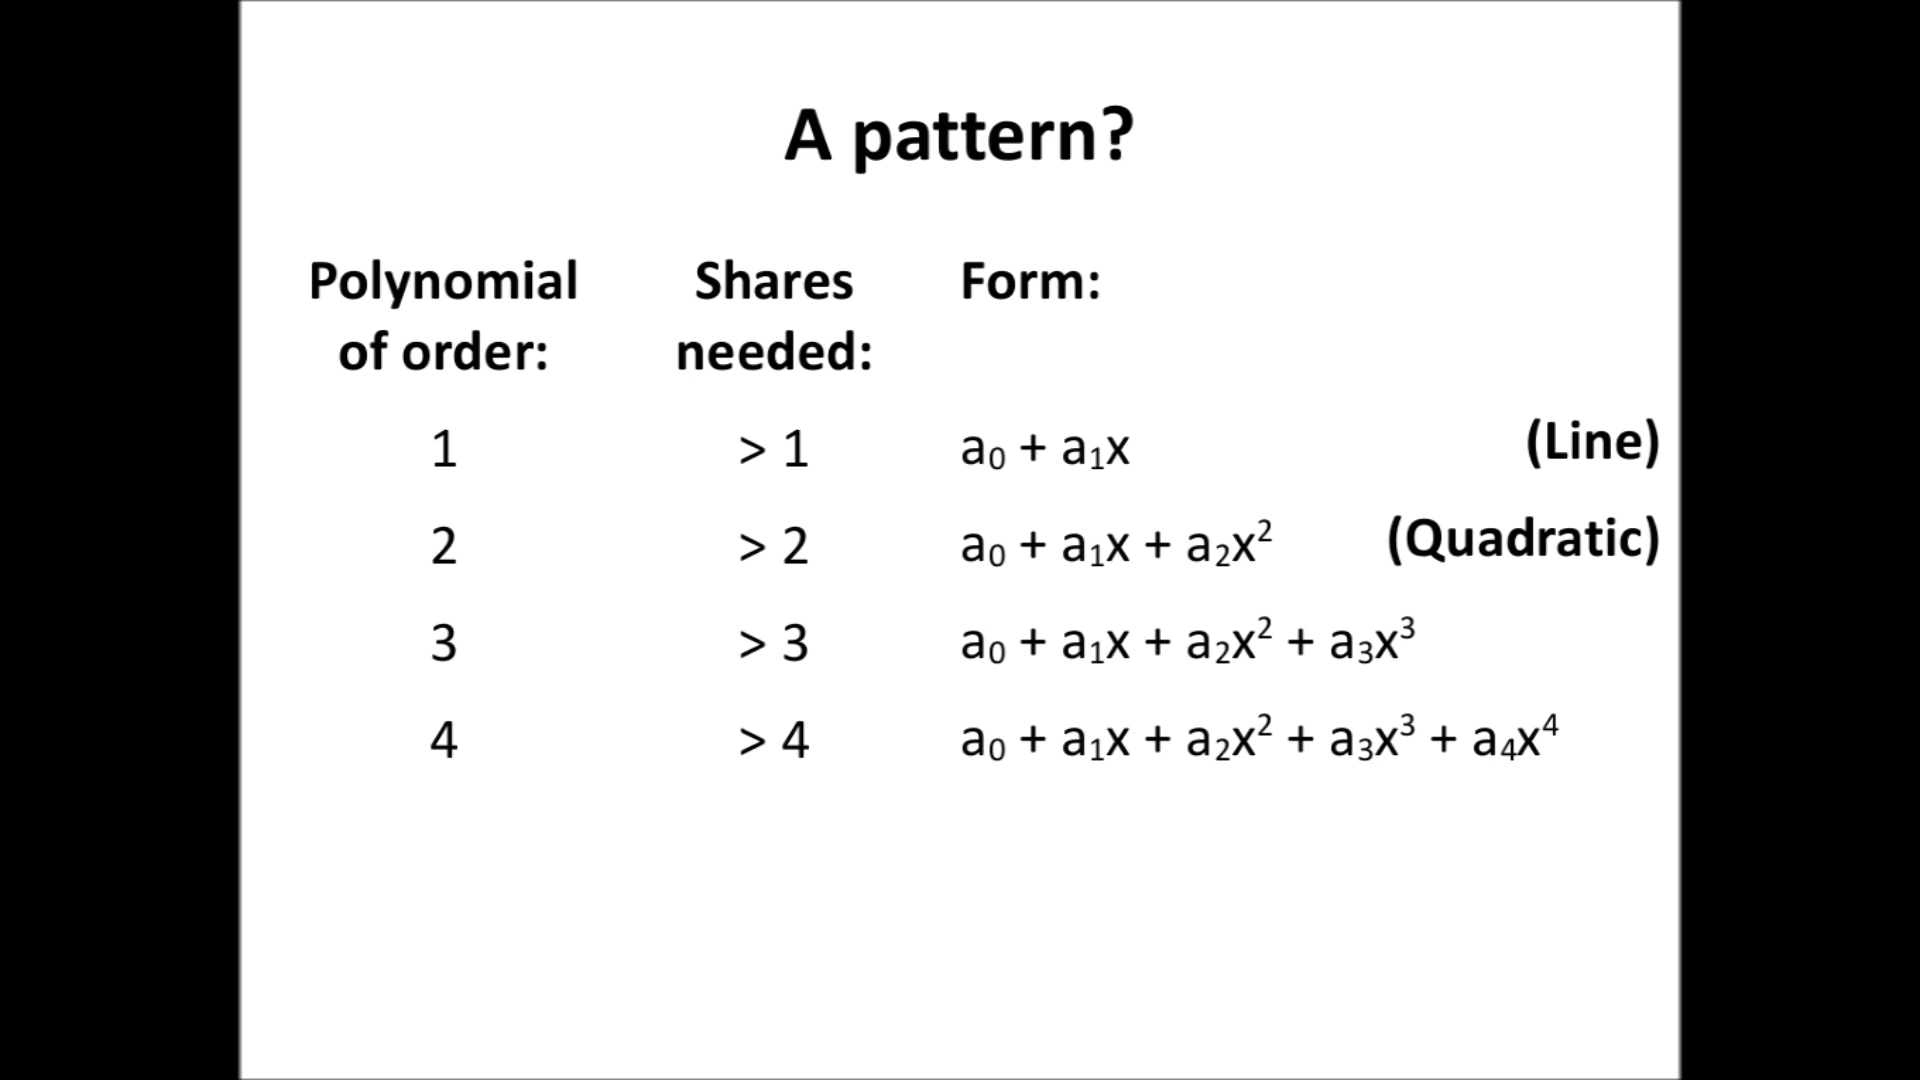 A pattern?
Polynomial of order: Shares needed: Form:
1 > 1 a₀ + a₁x (Line)
2 > 2 a₀ + a₁x + a₂x² (Quadratic)
3 > 3 a₀ + a₁x + a₂x² + a₃x³
4 > 4 a₀ + a₁x + a₂x² + a₃x³ + a₄x⁴